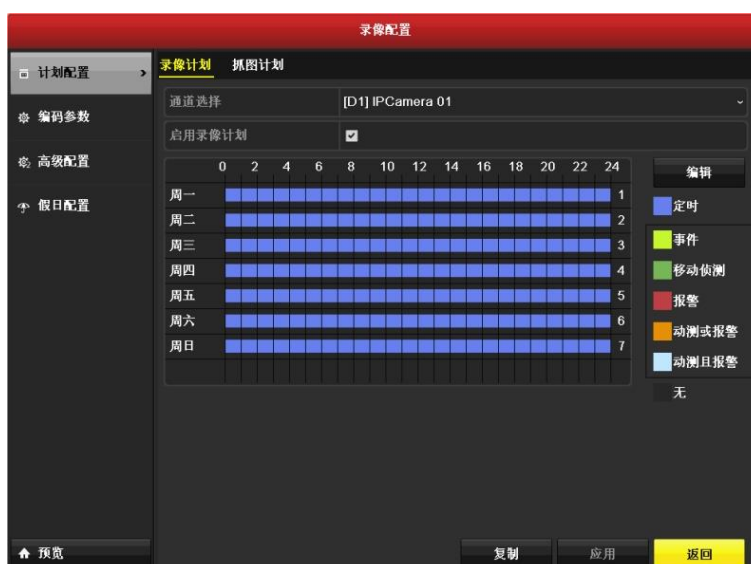 录像配置
计划配置
编码参数
高级配置
假日配置
预览
录像计划 抓图计划
通道选择 [D1] IPCamera 01
启用录像计划
0 2 4 6 8 10 12 14 16 18 20 22 24
周一 1
周二 2
周三 3
周四 4
周五 5
周六 6
周日 7
编辑
定时
事件
移动侦测
报警
动测或报警
动测且报警
无
复制 应用 返回